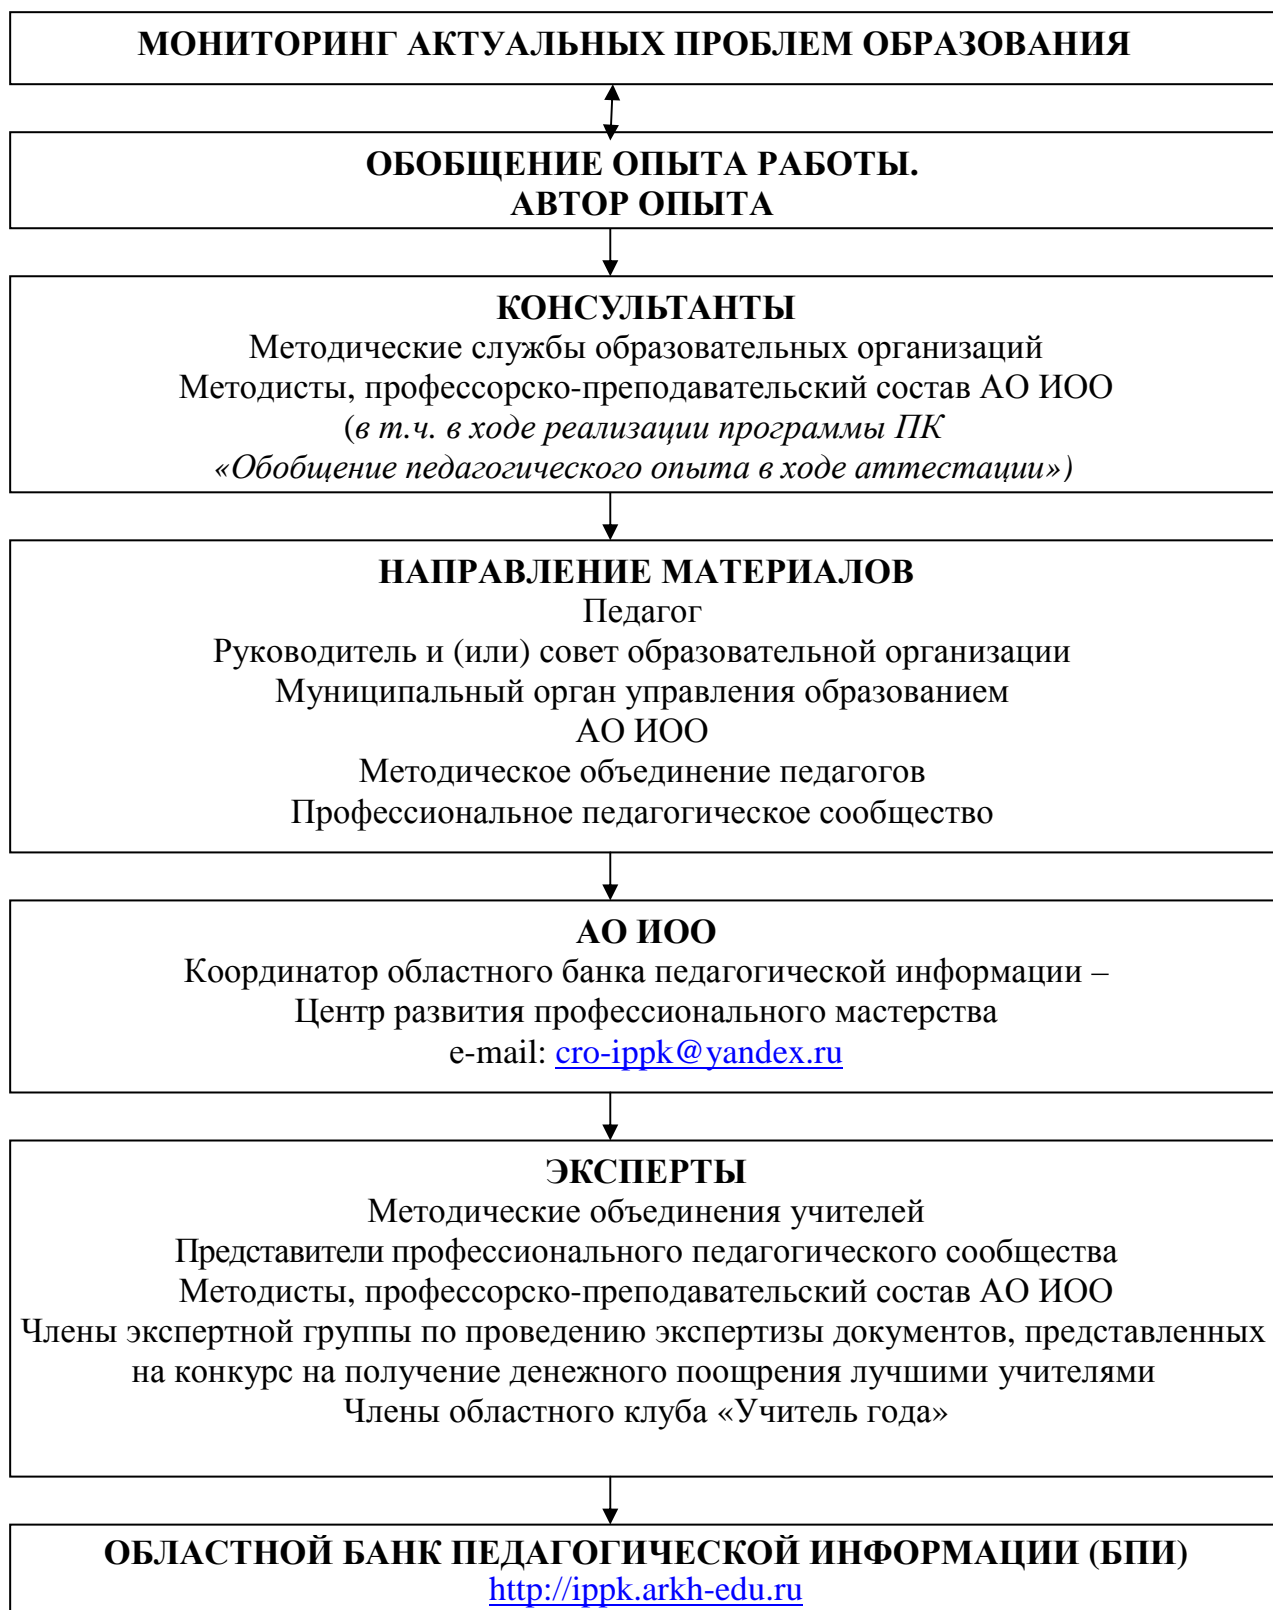 МОНИТОРИНГ АКТУАЛЬНЫХ ПРОБЛЕМ ОБРАЗОВАНИЯ
ОБОБЩЕНИЕ ОПЫТА РАБОТЫ.
АВТОР ОПЫТА
КОНСУЛЬТАНТЫ
Методические службы образовательных организаций
Методисты, профессорско-преподавательский состав АО ИОО
(в т.ч. в ходе реализации программы ПК
«Обобщение педагогического опыта в ходе аттестации»)
НАПРАВЛЕНИЕ МАТЕРИАЛОВ
Педагог
Руководитель и (или) совет образовательной организации
Муниципальный орган управления образованием
АО ИОО
Методическое объединение педагогов
Профессиональное педагогическое сообщество
АО ИОО
Координатор областного банка педагогической информации –
Центр развития профессионального мастерства
e-mail: cro-ippk@yandex.ru
ЭКСПЕРТЫ
Методические объединения учителей
Представители профессионального педагогического сообщества
Методисты, профессорско-преподавательский состав АО ИОО
Члены экспертной группы по проведению экспертизы документов, представленных
на конкурс на получение денежного поощрения лучшими учителями
Члены областного клуба «Учитель года»
ОБЛАСТНОЙ БАНК ПЕДАГОГИЧЕСКОЙ ИНФОРМАЦИИ (БПИ)
http://ippk.arkh-edu.ru